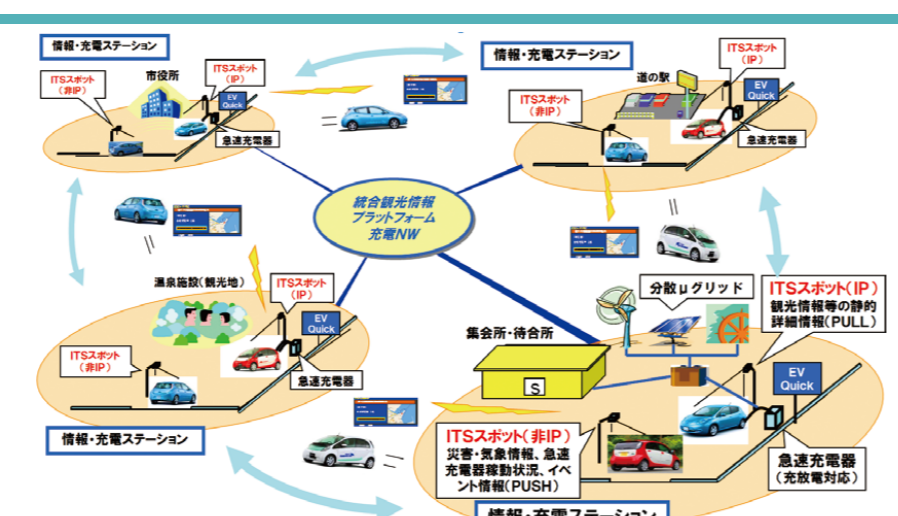 情報・充電ステーション
ITSスポット
(非IP)
市役所
ITSスポット
(IP)
EV
Quick
急速充電器
情報・充電ステーション
ITSスポット
(非IP)
道の駅
ITSスポット
(IP)
EV
Quick
急速充電器
統合観光情報
プラットフォーム
充電NW
温泉施設(観光地)
ITSスポット
(IP)
EV
Quick
ITSスポット
(非IP)
急速充電器
情報・充電ステーション
分散μグリッド
ITSスポット(IP)
観光情報等の静的
詳細情報(PULL)
集会所・待合所
S
EV
Quick
ITSスポット(非IP)
災害・気象情報、急速
充電器稼動状況、イベ
ント情報(PUSH)
急速充電器
(充放電対応)
情報・充電ステーション